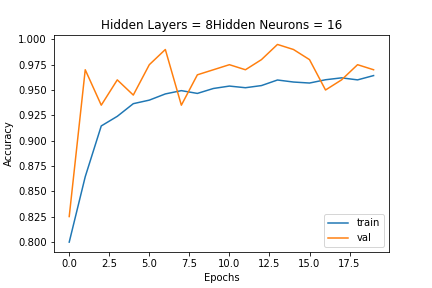 Hidden Layers = 8Hidden Neurons = 16
1.000
0.975
0.950
0.925
0.900
0.875
0.850
0.825
0.800
Accuracy
train
val
0.0 2.5 5.0 7.5 10.0 12.5 15.0 17.5
Epochs